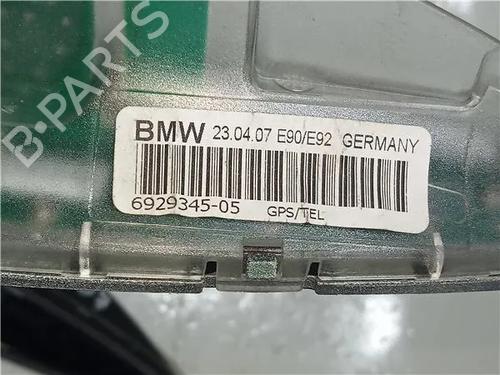 B-PARTS
BMW 23.04.07 E90/E92 GERMANY
6929345-05 GPS/TEL